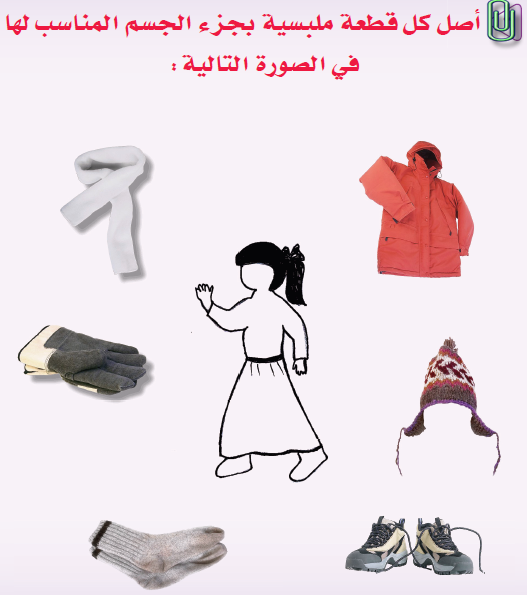 أصل كل قطعة ملبسية بجزء الجسم المناسب لها
في الصورة التالية :